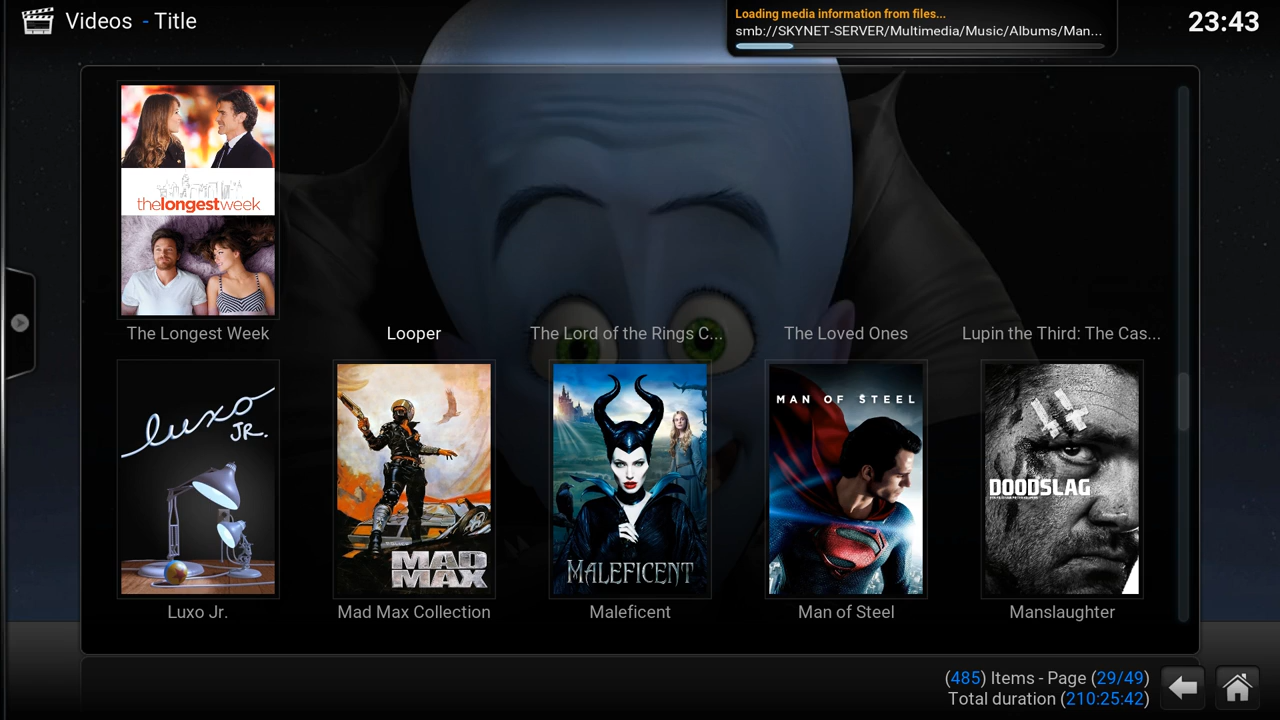 Videos - Title
Loading media information from files...
smb://SKYNET-SERVER/Multimedia/Music/Albums/Man...
23:43
thelongestweek
The Longest Week
Looper
The Lord of the Rings C...
The Loved Ones
Lupin the Third: The Cas...
luxo
JR.
MAD
MAX
MALEFICENT
MAN OF STEEL
DOODSLAG
Luxo Jr.
Mad Max Collection
Maleficent
Man of Steel
Manslaughter
(485) Items - Page (29/49)
Total duration (210:25:42)